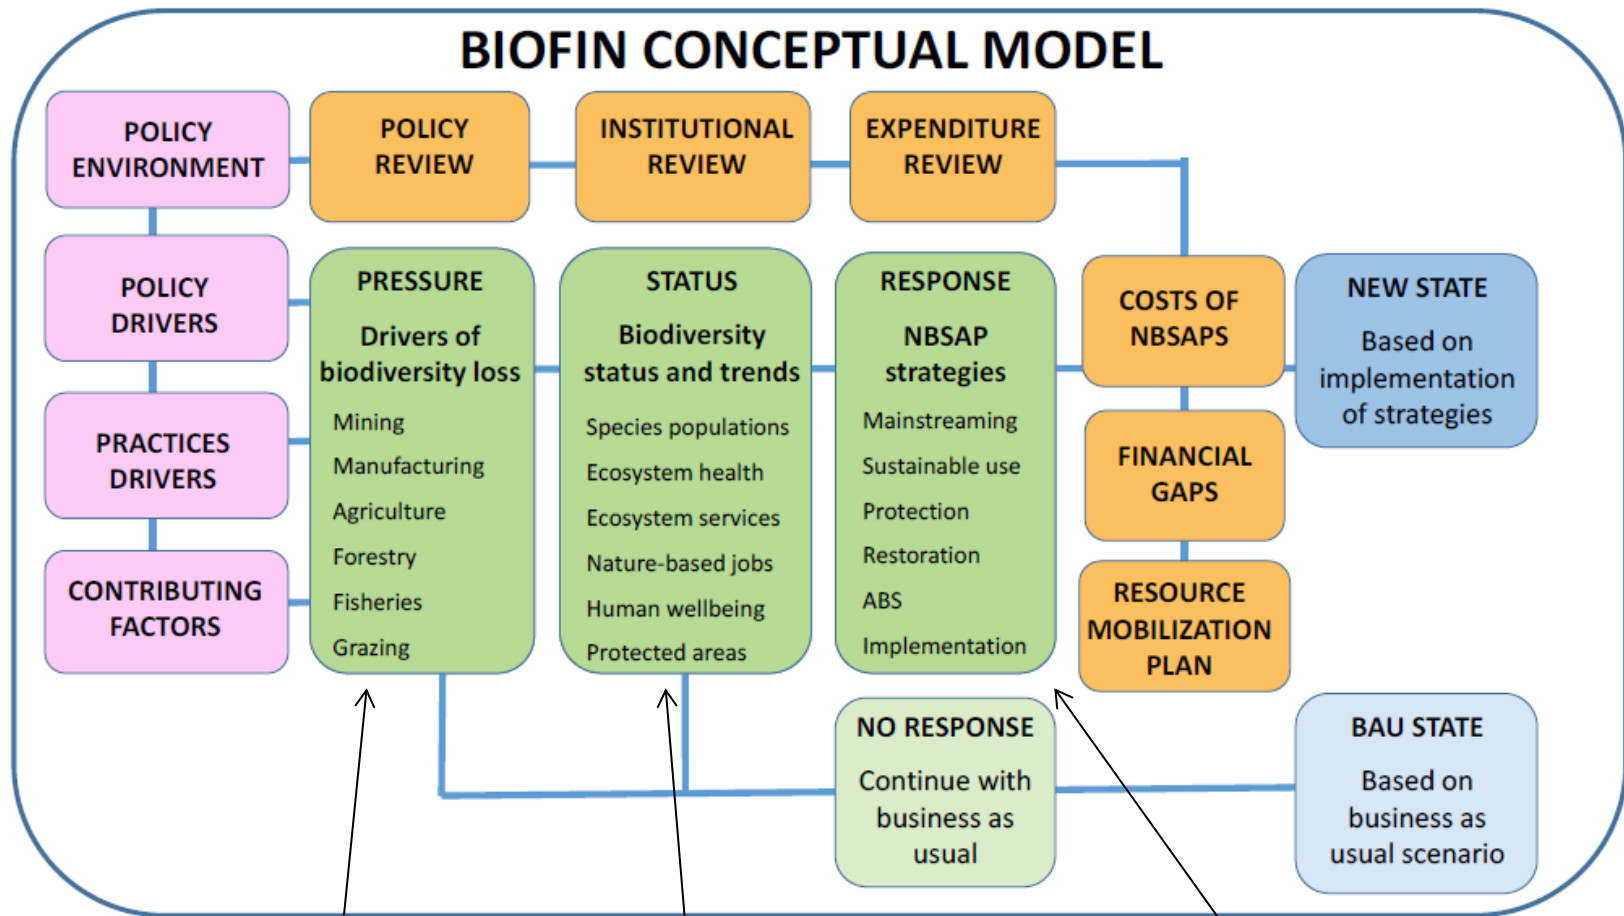 BIOFIN CONCEPTUAL MODEL
POLICY
ENVIRONMENT
POLICY
REVIEW
INSTITUTIONAL
REVIEW
EXPENDITURE
REVIEW
POLICY
DRIVERS
PRACTICES
DRIVERS
CONTRIBUTING
FACTORS
PRESSURE
Drivers of
biodiversity loss
Mining
Manufacturing
Agriculture
Forestry
Fisheries
Grazing
STATUS
Biodiversity
status and trends
Species populations
Ecosystem health
Ecosystem services
Nature-based jobs
Human wellbeing
Protected areas
RESPONSE
NBSAP
strategies
Mainstreaming
Sustainable use
Protection
Restoration
ABS
Implementation
COSTS OF
NBSAPS
FINANCIAL
GAPS
RESOURCE
MOBILIZATION
PLAN
NEW STATE
Based on
implementation
of strategies
NO RESPONSE
Continue with
business as
usual
BAU STATE
Based on
business as
usual scenario